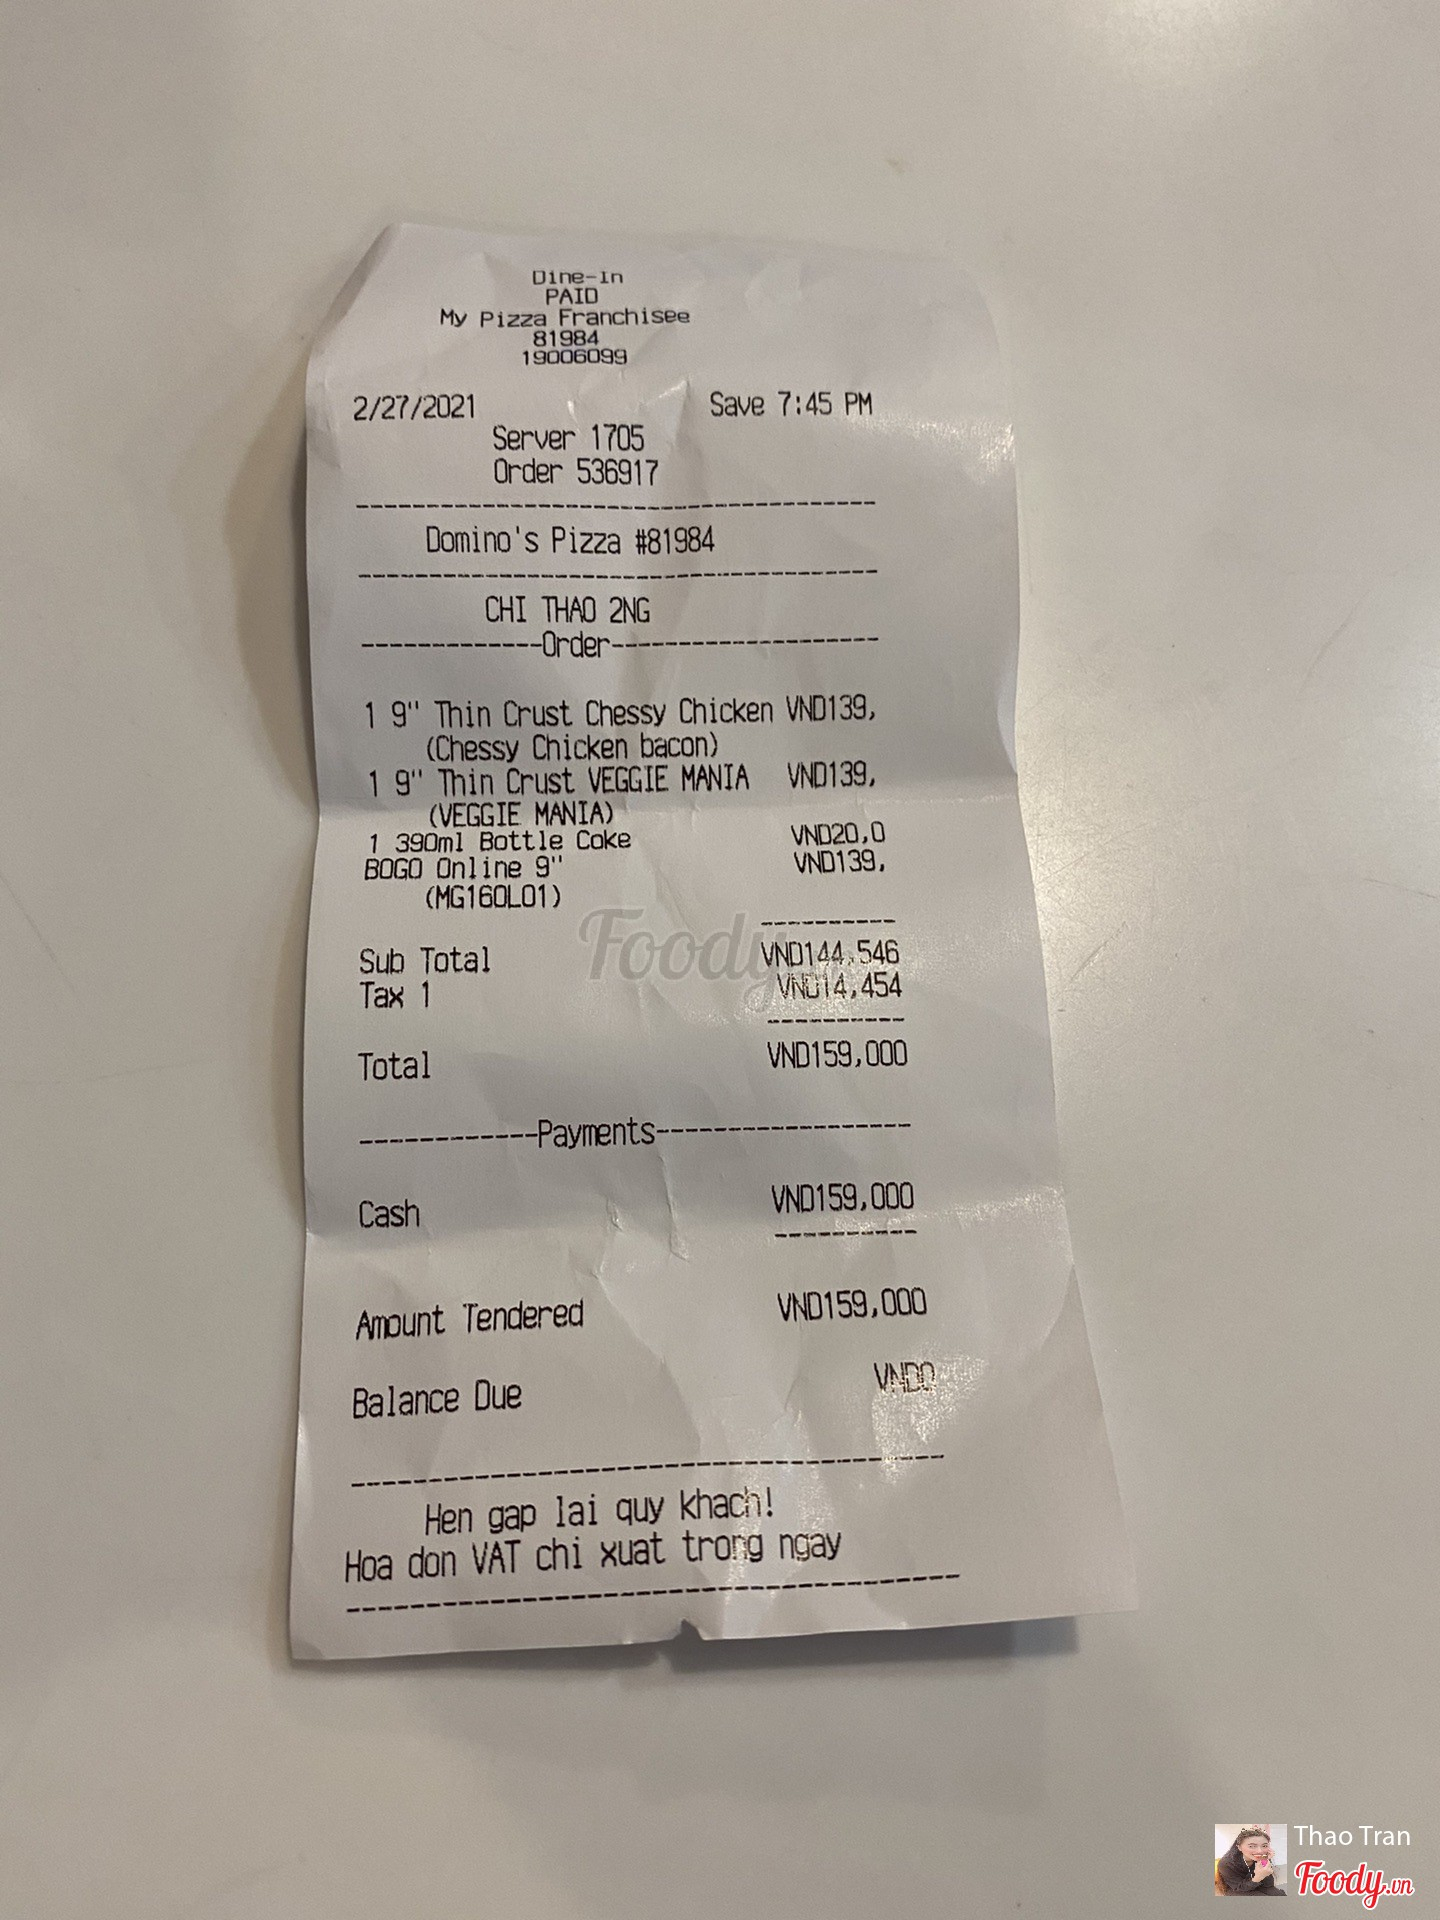 Dine-In
PAID
My Pizza Franchisee
81984
19006099
2/27/2021 Save 7:45 PM
Server 1705
Order 536917
Domino's Pizza #81984
CHI THAO 2NG
------------Order------------------
1 9" Thin Crust Chessy Chicken VND139,
(Chessy Chicken bacon)
1 9" Thin Crust VEGGIE MANIA VND139,
(VEGGIE MANIA)
1 390ml Bottle Coke VND20,0
BOGO Online 9" VND139,
(MG160L01)
Foody
Sub Total VND144,546
Tax 1 VND14,454
Total VND159,000
------------Payments-----------------
Cash VND159,000
Amount Tendered VND159,000
Balance Due VND0
Hen gap lai quy khach!
Hoa don VAT chi xuat trong ngay
Thao Tran
Foody.vn